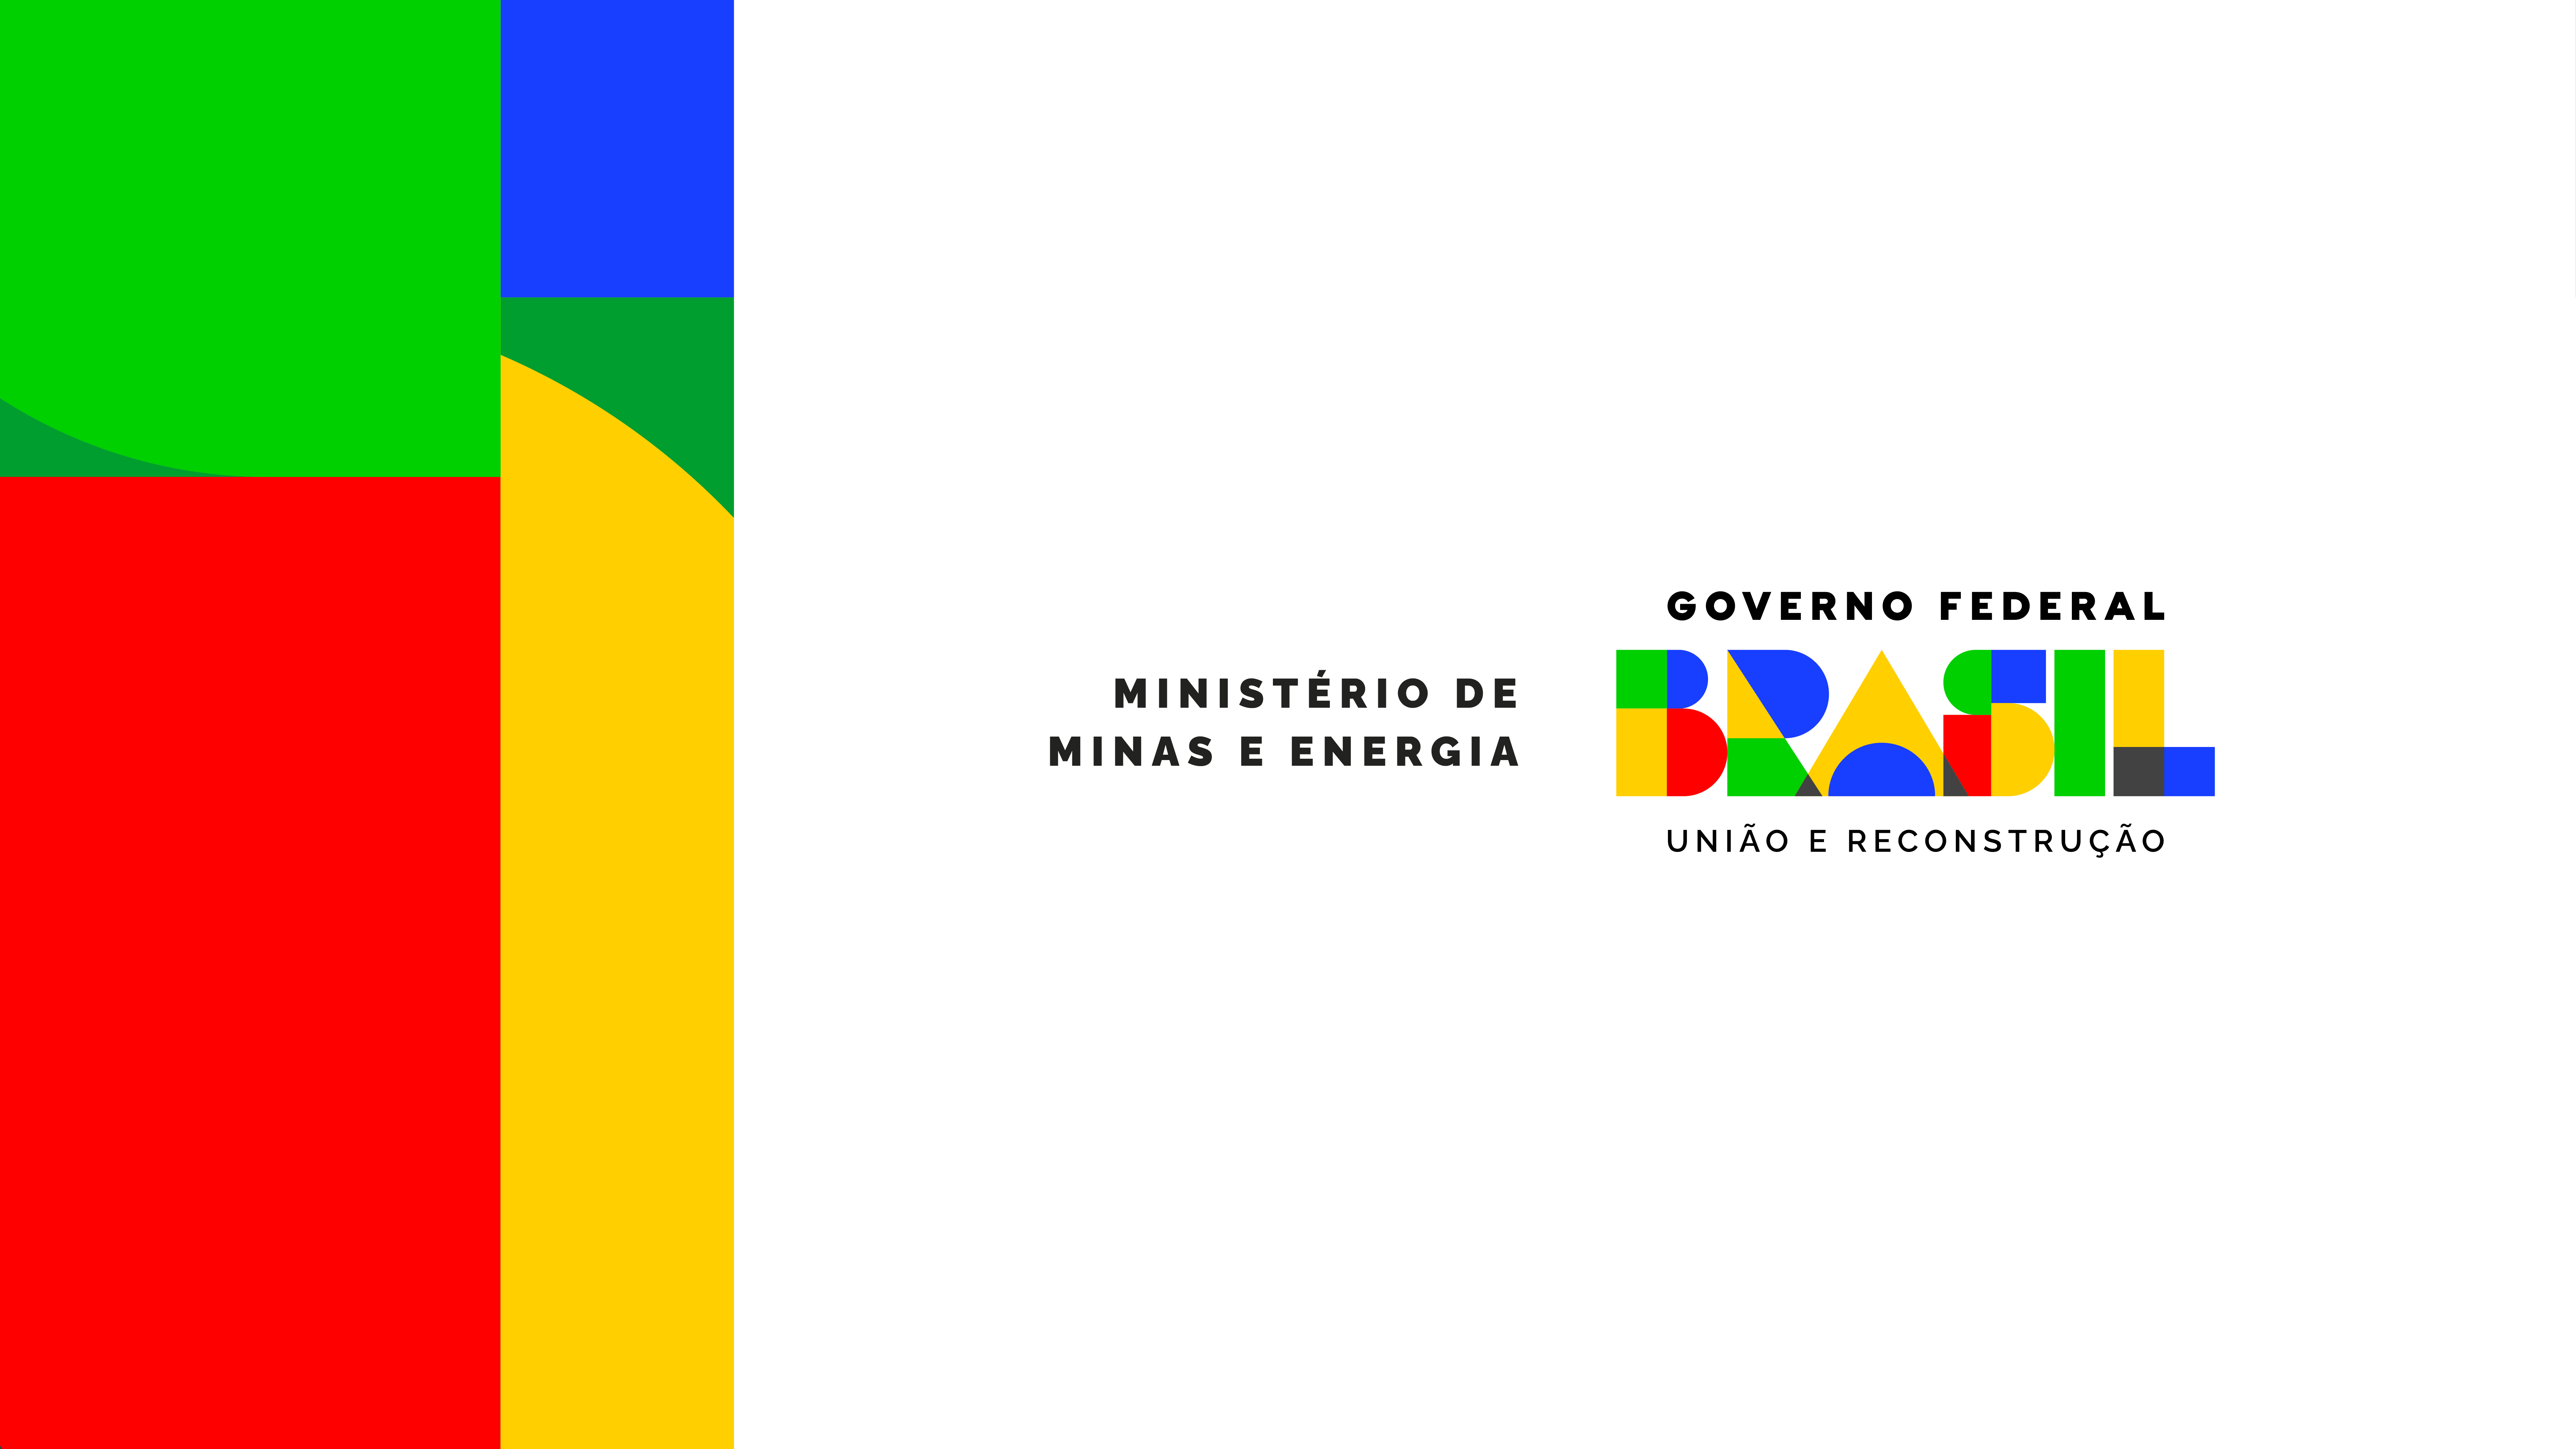 MINISTÉRIO DE
MINAS E ENERGIA
GOVERNO FEDERAL
BRASIL
UNIÃO E RECONSTRUÇÃO